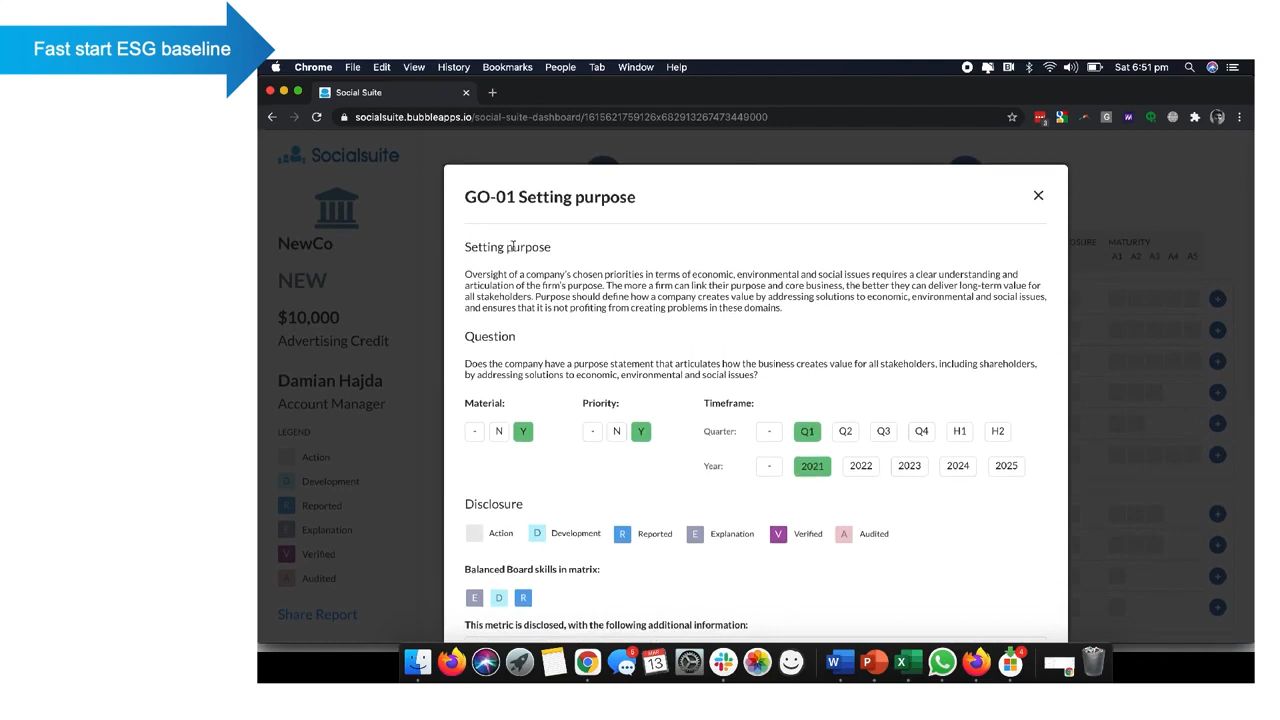 Fast start ESG baseline
Chrome File Edit View History Bookmarks People Tab Window Help Sat 6:51 pm
Social Suite
socialsuite.bubbleapps.io/social-suite-dashboard/1615621759126x682913267473449000
Socialsuite
NewCo
NEW
$10,000
Advertising Credit
Damian Hajda
Account Manager
LEGEND
Action
D Development
R Reported
E Explanation
V Verified
A Audited
Share Report
GO-01 Setting purpose
Setting purpose
Oversight of a company's chosen priorities in terms of economic, environmental and social issues requires a clear understanding and
articulation of the firm's purpose. The more a firm can link their purpose and core business, the better they can deliver long-term value for
all stakeholders. Purpose should define how a company creates value by addressing solutions to economic, environmental and social issues,
and ensures that it is not profiting from creating problems in these domains.
Question
Does the company have a purpose statement that articulates how the business creates value for all stakeholders, including shareholders,
by addressing solutions to economic, environmental and social issues?
Material: Priority: Timeframe:
- N Y - N Y Quarter: - Q1 Q2 Q3 Q4 H1 H2
Year: - 2021 2022 2023 2024 2025
Disclosure
Action D Development R Reported E Explanation V Verified A Audited
Balanced Board skills in matrix:
E D R
This metric is disclosed, with the following additional information:
OSURE MATURITY
A1 A2 A3 A4 A5
MAR
13
6
4
W P X